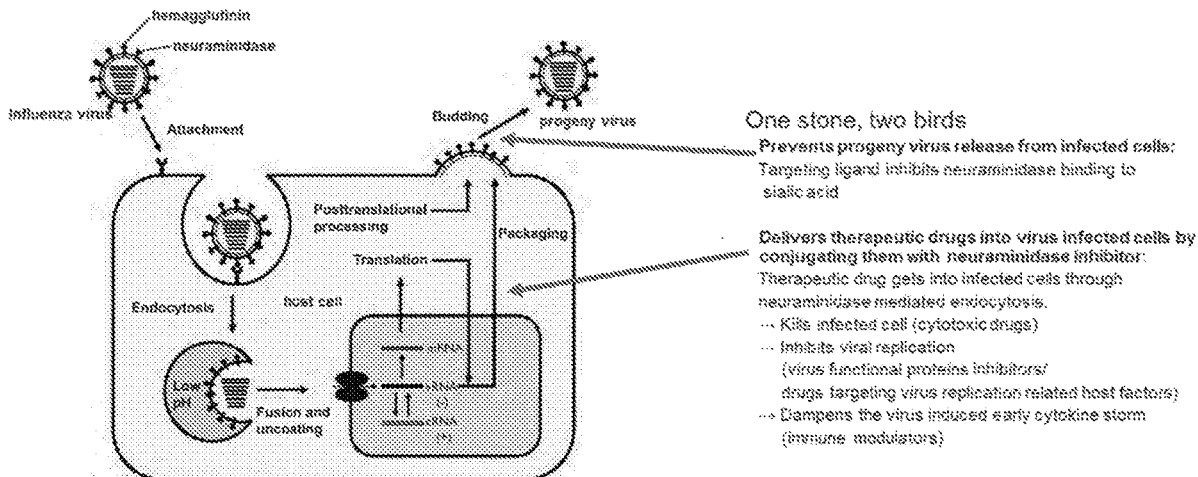 hemagglutinin
neuraminidase
Influenza virus
Attachment
Budding
progeny virus
One stone, two birds
Prevents progeny virus release from infected cells:
Targeting ligand inhibits neuraminidase binding to
sialic acid
Posttranslational
processing
Packaging
Translation
Delivers therapeutic drugs into virus infected cells by
conjugating them with neuraminidase inhibitor:
Therapeutic drug gets into infected cells through
neuraminidase mediated endocytosis.
Endocytosis
host cell
→ Kills infected cell (cytotoxic drugs)
→ Inhibits viral replication
(virus functional proteins inhibitors/
drugs targeting virus replication related host factors)
→ Dampens the virus induced early cytokine storm
(immune modulators)
mRNA
vRNA
(-)
cRNA
(+)
Low
pH
Fusion and
uncoating